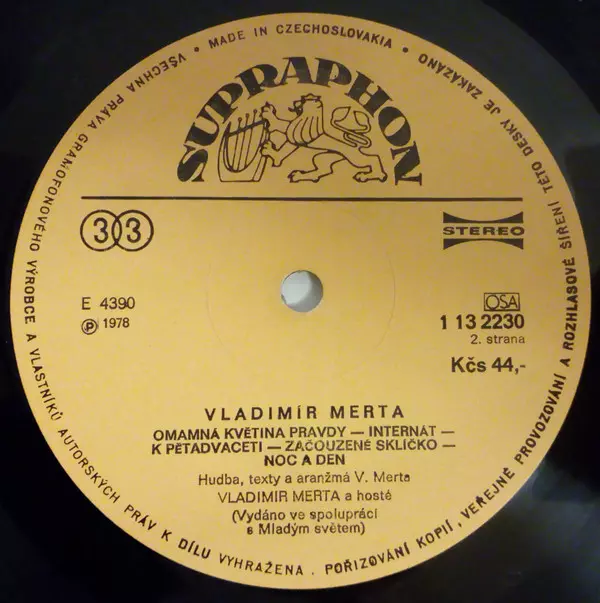 VŠECHNA PRÁVA GRAMOFONOVÉHO VÝROBCE A VLASTNÍKŮ AUTORSKÝCH PRÁV K DÍLU VYHRAŽENA . POŘIZOVÁNÍ KOPIÍ, VEŘEJNÉ PROVOZOVÁNÍ A ROZHLASOVÉ ŠÍŘENÍ TÉTO DESKY JE ZAKÁZÁNO • MADE IN CZECHOSLOVAKIA •
SUPRAPHON
33
STEREO
E 4390
Ⓟ 1978
OSA
1 13 2230
2. strana
Kčs 44,-
VLADIMÍR MERTA
OMAMNÁ KVĚTINA PRAVDY — INTERNÁT —
K PĚTADVACETI — ZAČOUZENÉ SKLÍČKO —
NOC A DEN
Hudba, texty a aranžmá V. Merta
VLADIMÍR MERTA a hosté
(Vydáno ve spolupráci
s Mladým světem)